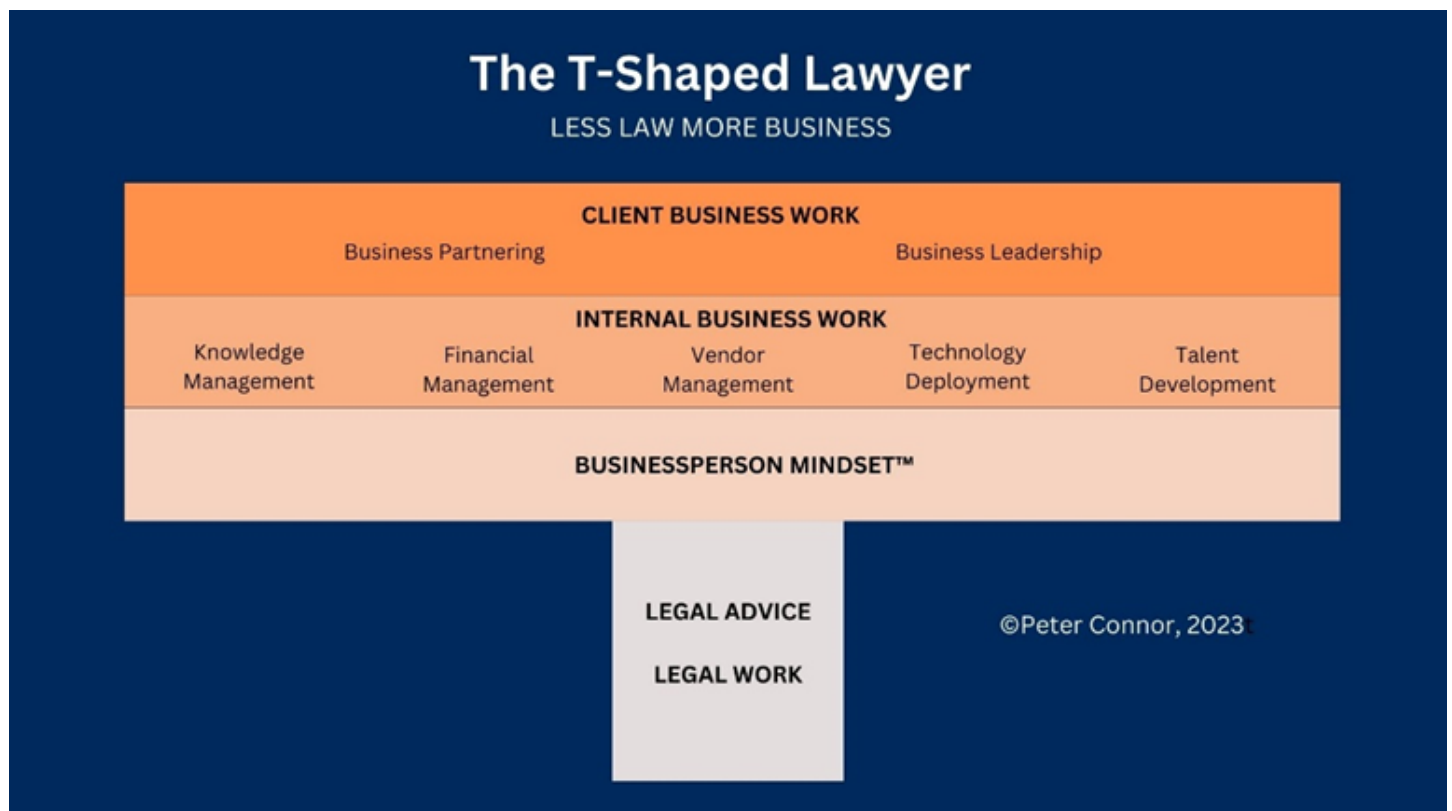 The T-Shaped Lawyer
LESS LAW MORE BUSINESS
CLIENT BUSINESS WORK
Business Partnering
Business Leadership
INTERNAL BUSINESS WORK
Knowledge
Management
Financial
Management
Vendor
Management
Technology
Deployment
Talent
Development
BUSINESSPERSON MINDSET™
LEGAL ADVICE
LEGAL WORK
©Peter Connor, 2023t